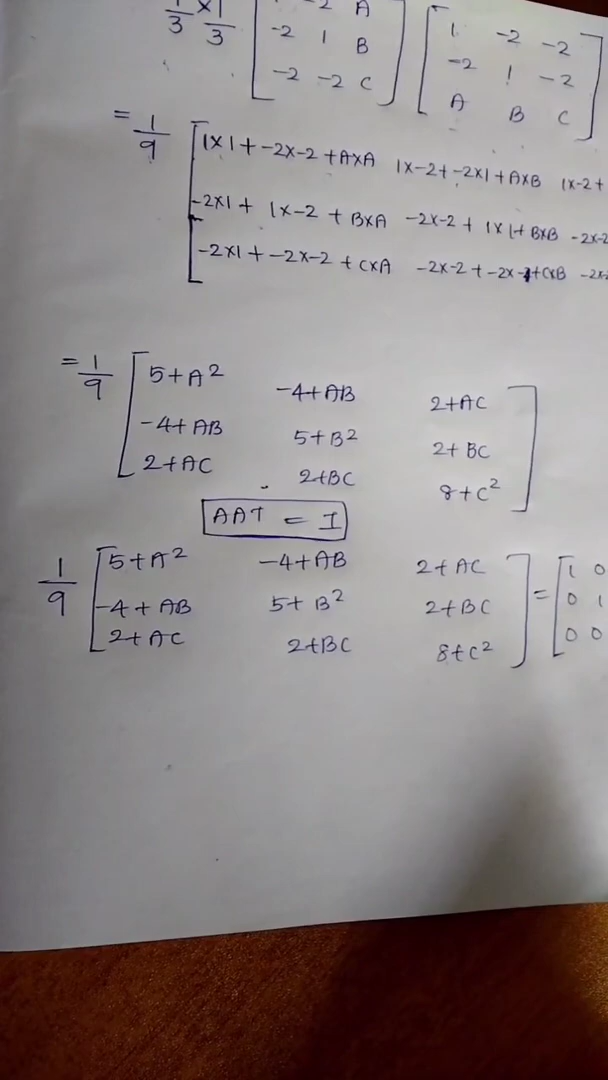 1/3 × 1/3 [ -2 A [ 1 -2 -2
-2 1 B -2 1 -2
-2 -2 C ] A B C ]
= 1/9 [ 1×1+-2×-2+A×A 1×-2+-2×1+A×B 1×-2+
-2×1+ 1×-2+B×A -2×-2+1×1+B×B -2×-2
-2×1+-2×-2+C×A -2×-2+-2×-+C×B -2×
= 1/9 [ 5+A² -4+AB 2+AC
-4+AB 5+B² 2+BC
2+AC 2+BC 8+C² ]
AAT = I
1/9 [ 5+A² -4+AB 2+AC ] = [ 1 0
-4+AB 5+B² 2+BC 0 1
2+AC 2+BC 8+C² 0 0